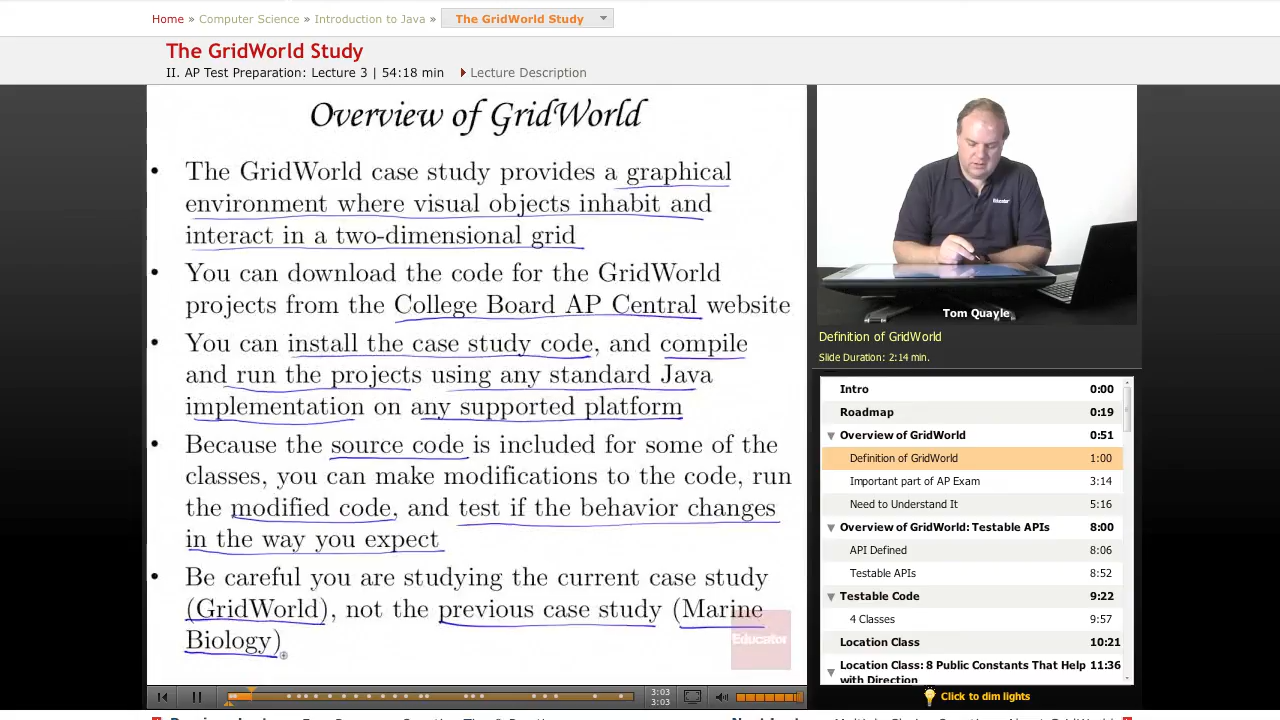 Home » Computer Science » Introduction to Java » The GridWorld Study
The GridWorld Study
II. AP Test Preparation: Lecture 3 | 54:18 min Lecture Description
Overview of GridWorld
• The GridWorld case study provides a graphical
environment where visual objects inhabit and
interact in a two-dimensional grid
• You can download the code for the GridWorld
projects from the College Board AP Central website
• You can install the case study code, and compile
and run the projects using any standard Java
implementation on any supported platform
• Because the source code is included for some of the
classes, you can make modifications to the code, run
the modified code, and test if the behavior changes
in the way you expect
• Be careful you are studying the current case study
(GridWorld), not the previous case study (Marine
Biology)
Educator
3:03
3:03
Educator
Tom Quayle
Definition of GridWorld
Slide Duration: 2:14 min.
Intro 0:00
Roadmap 0:19
Overview of GridWorld 0:51
Definition of GridWorld 1:00
Important part of AP Exam 3:14
Need to Understand It 5:16
Overview of GridWorld: Testable APIs 8:00
API Defined 8:06
Testable APIs 8:52
Testable Code 9:22
4 Classes 9:57
Location Class 10:21
Location Class: 8 Public Constants That Help 11:36
with Direction
Click to dim lights